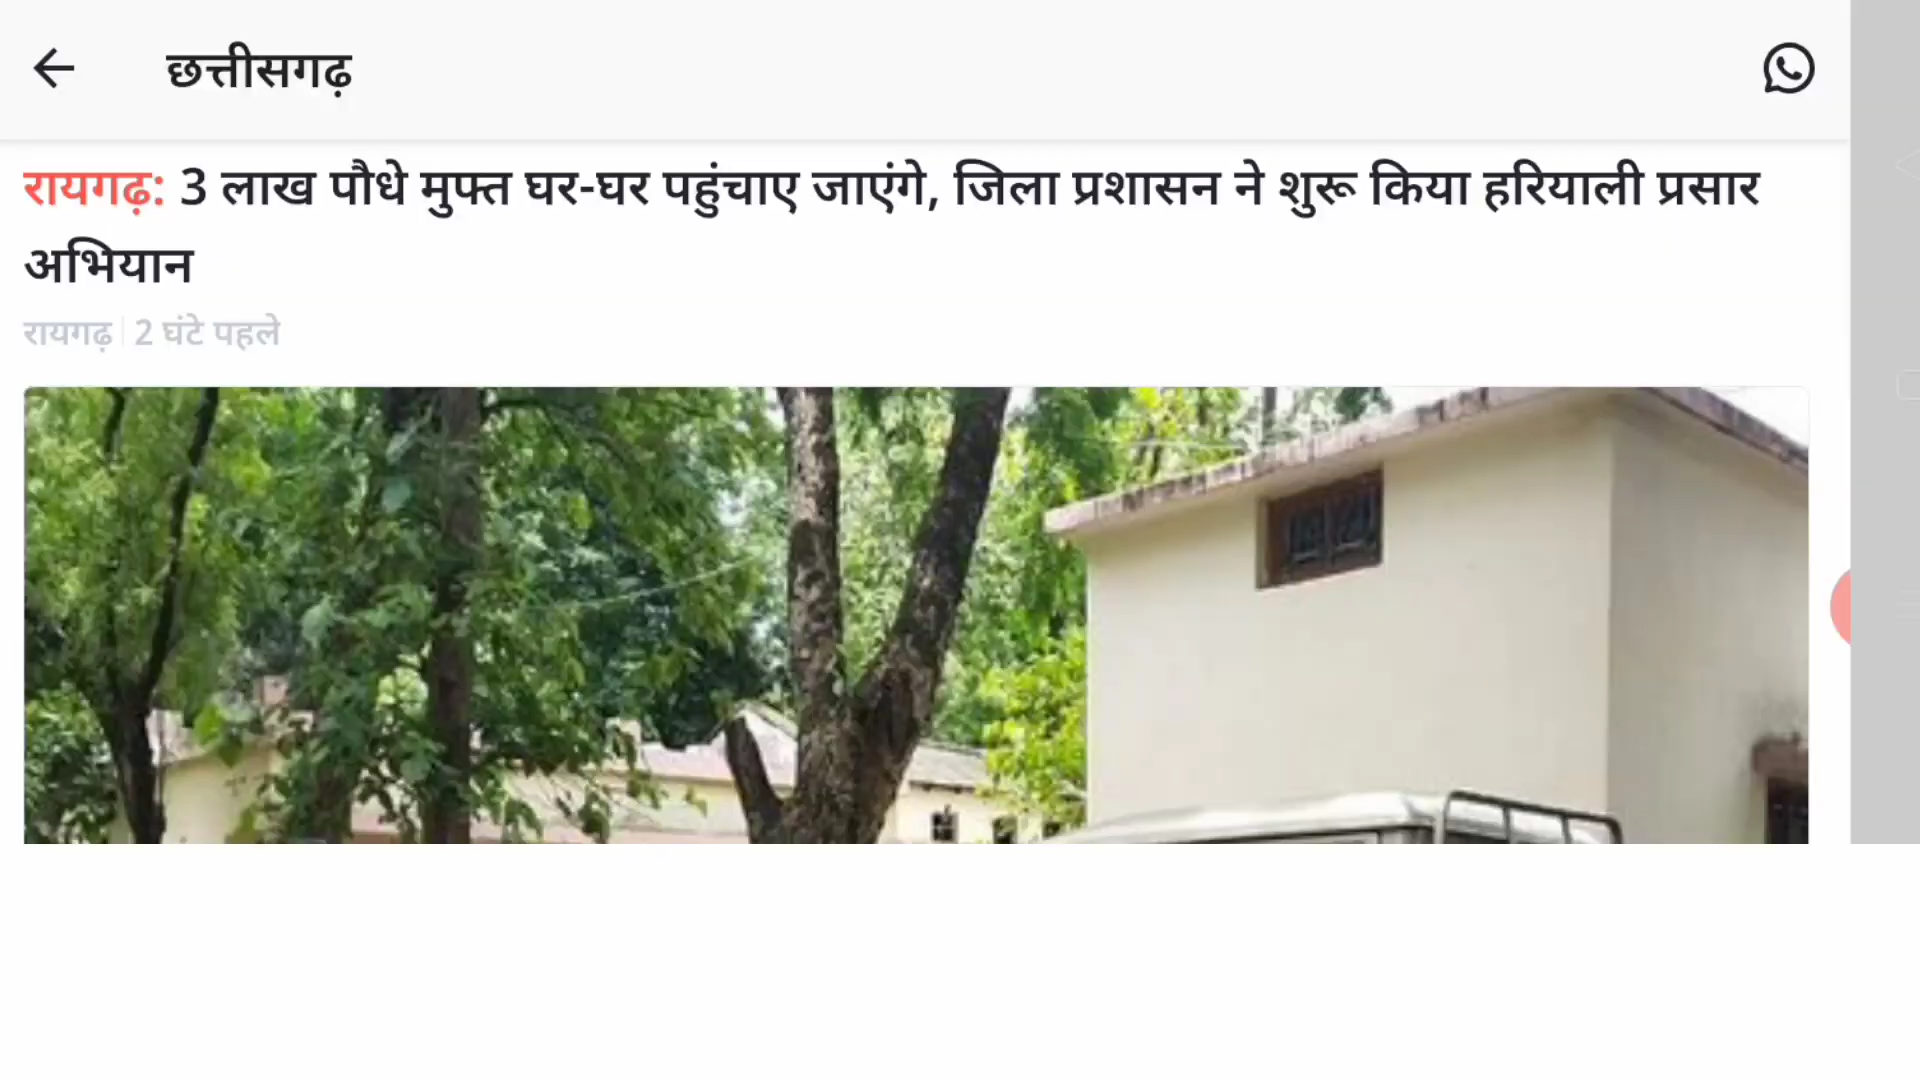 छत्तीसगढ़
रायगढ़: 3 लाख पौधे मुफ्त घर-घर पहुंचाए जाएंगे, जिला प्रशासन ने शुरू किया हरियाली प्रसार
अभियान
रायगढ़ 2 घंटे पहले